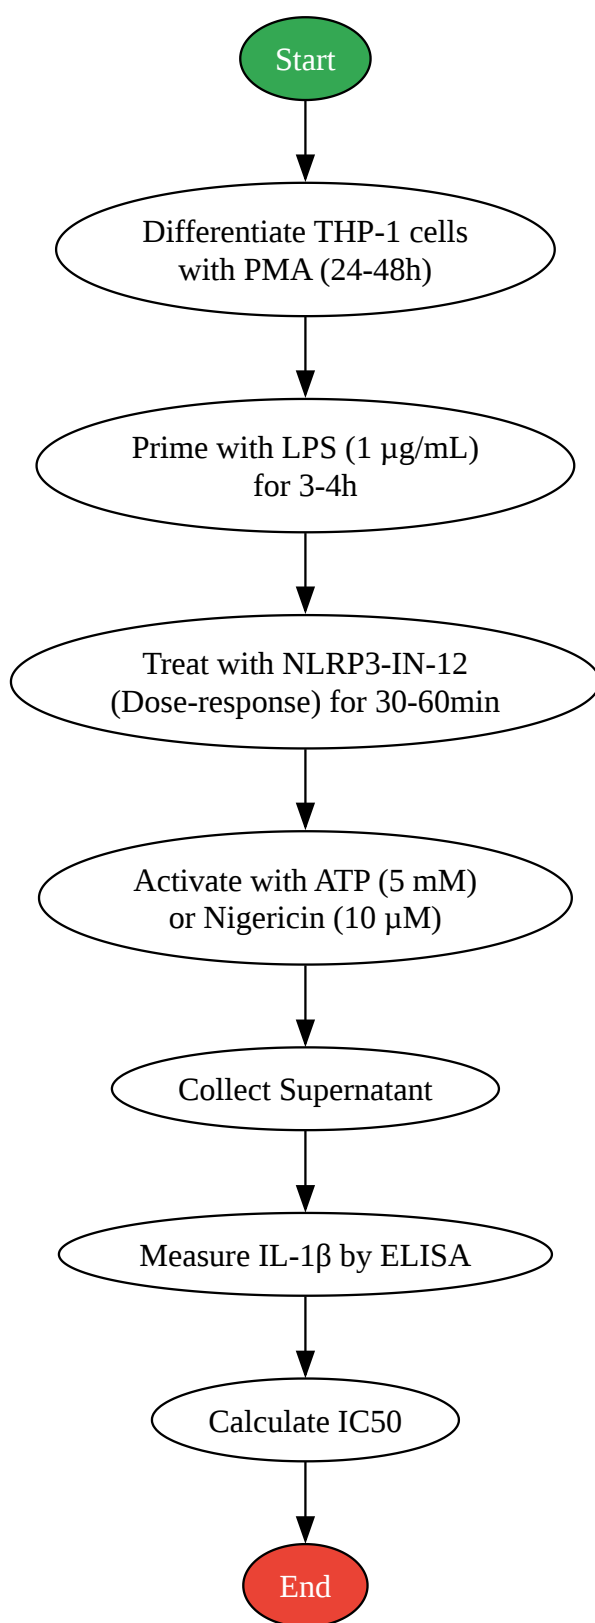 Start
Differentiate THP-1 cells
with PMA (24-48h)
Prime with LPS (1 µg/mL)
for 3-4h
Treat with NLRP3-IN-12
(Dose-response) for 30-60min
Activate with ATP (5 mM)
or Nigericin (10 µM)
Collect Supernatant
Measure IL-1β by ELISA
Calculate IC50
End